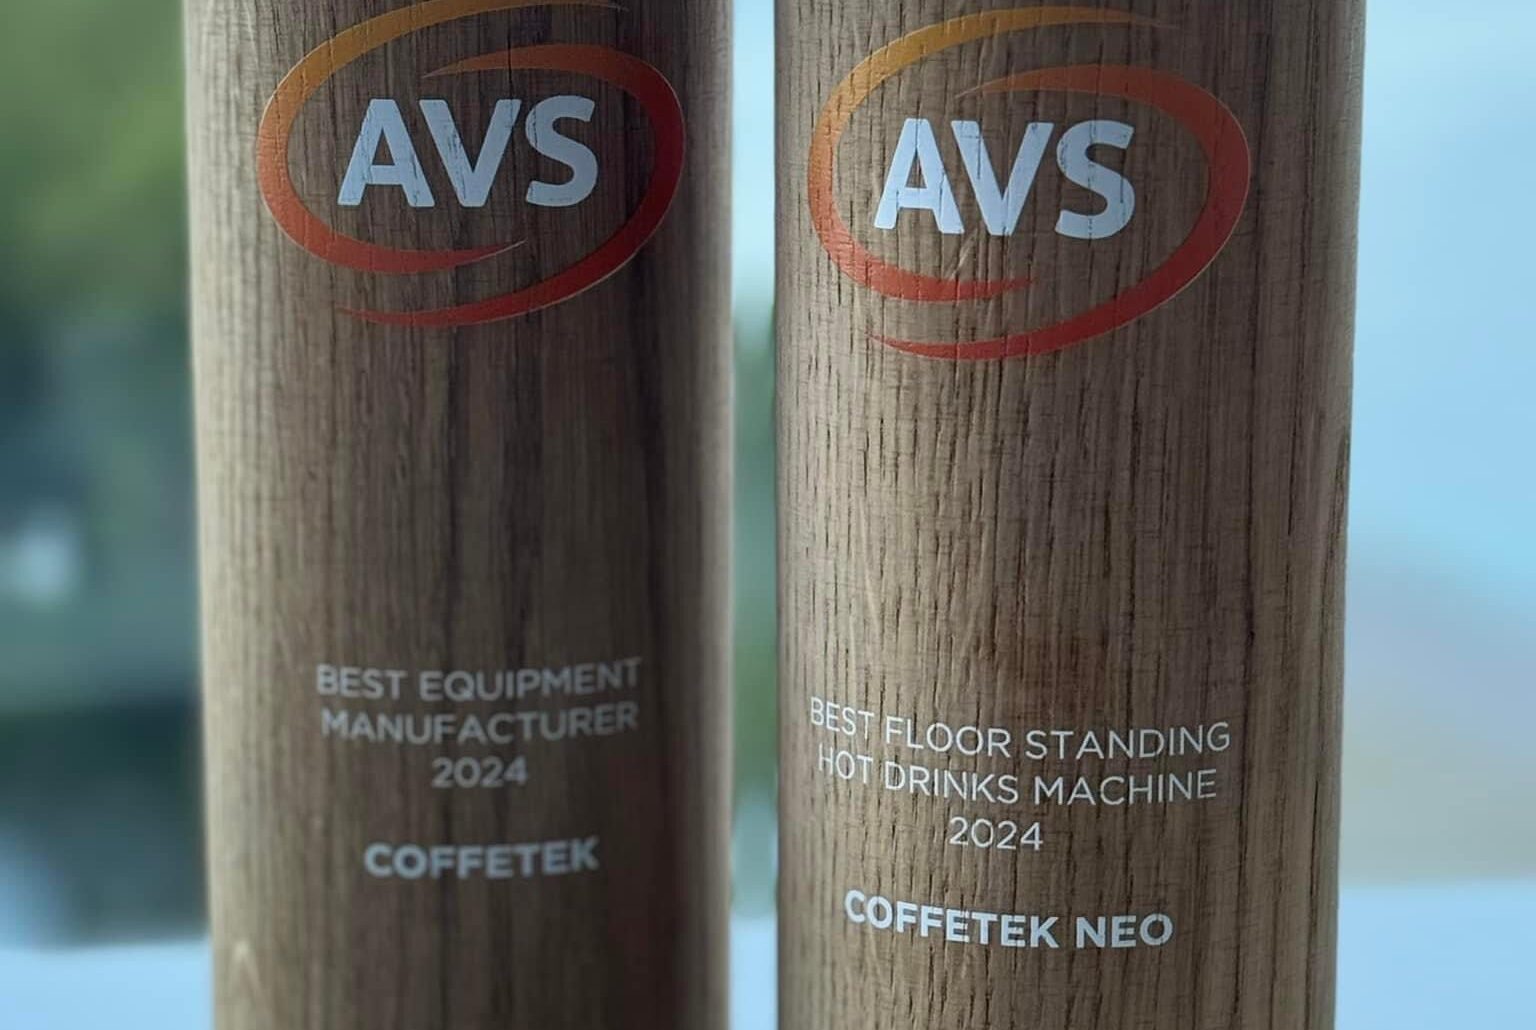 AVS
BEST EQUIPMENT
MANUFACTURER
2024
COFFETEK
AVS
BEST FLOOR STANDING
HOT DRINKS MACHINE
2024
COFFETEK NEO